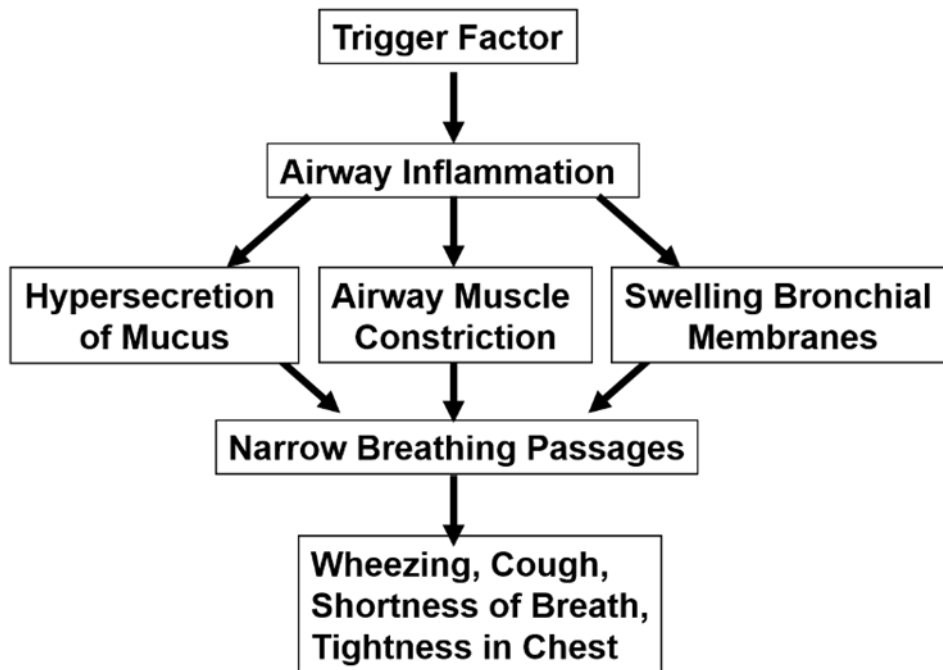 Trigger Factor
Airway Inflammation
Hypersecretion
of Mucus
Airway Muscle
Constriction
Swelling Bronchial
Membranes
Narrow Breathing Passages
Wheezing, Cough,
Shortness of Breath,
Tightness in Chest